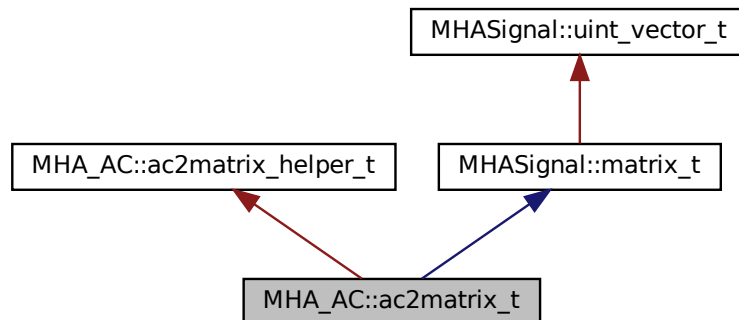 MHASignal::uint_vector_t
MHA_AC::ac2matrix_helper_t
MHASignal::matrix_t
MHA_AC::ac2matrix_t